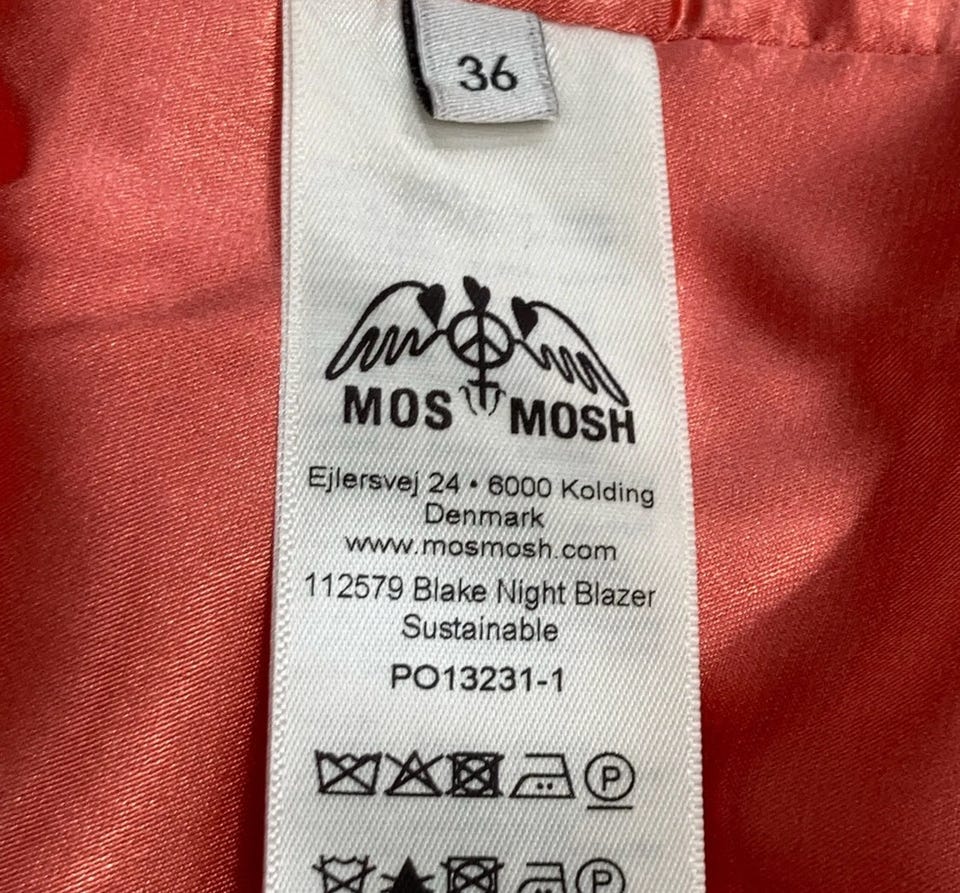 36
MOS MOSH
Ejlersvej 24 • 6000 Kolding
Denmark
www.mosmosh.com
112579 Blake Night Blazer
Sustainable
PO13231-1
P
P